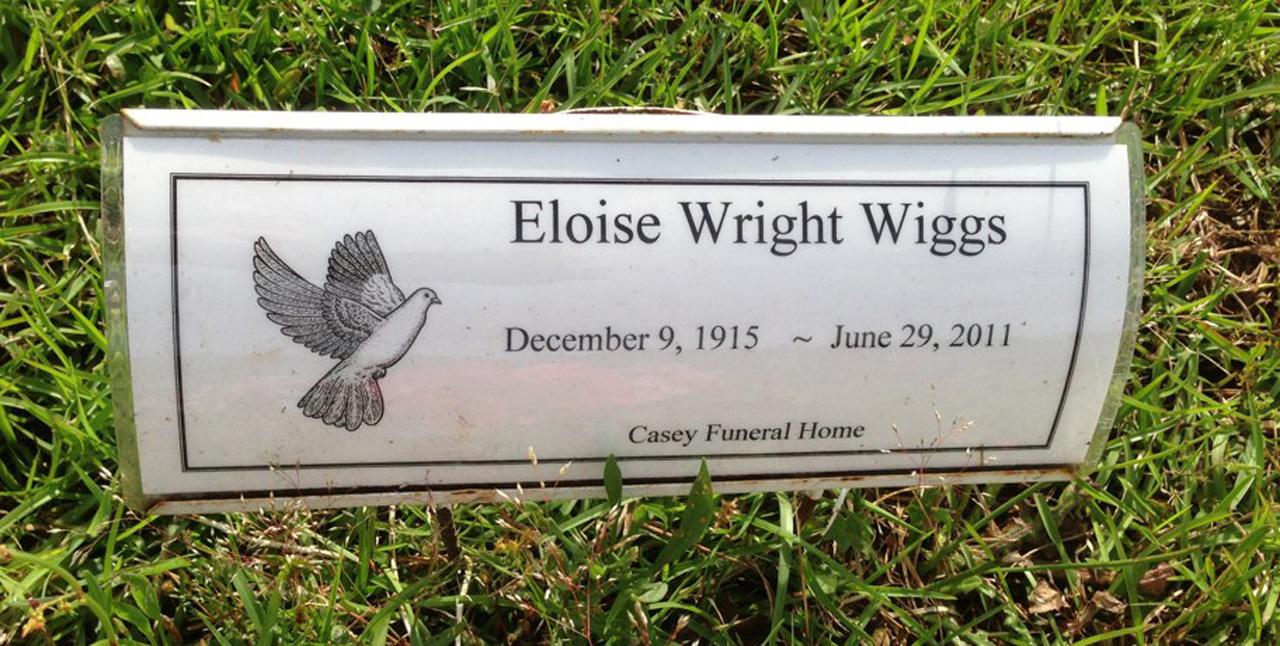 Eloise Wright Wiggs
December 9, 1915 ~ June 29, 2011
Casey Funeral Home